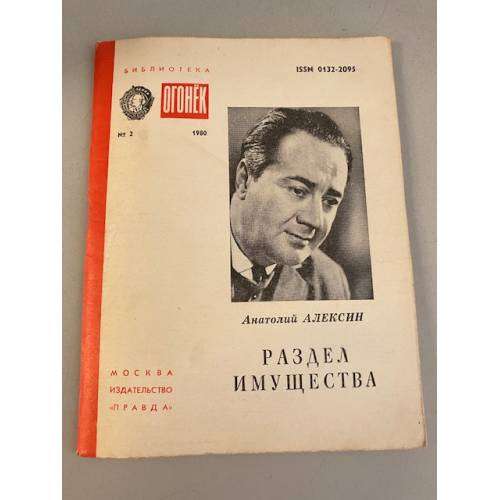 БИБЛИОТЕКА
ISSN 0132-2095
ОГОНЁК
№ 2 1980
Анатолий АЛЕКСИН
РАЗДЕЛ
ИМУЩЕСТВА
МОСКВА
ИЗДАТЕЛЬСТВО
«ПРАВДА»